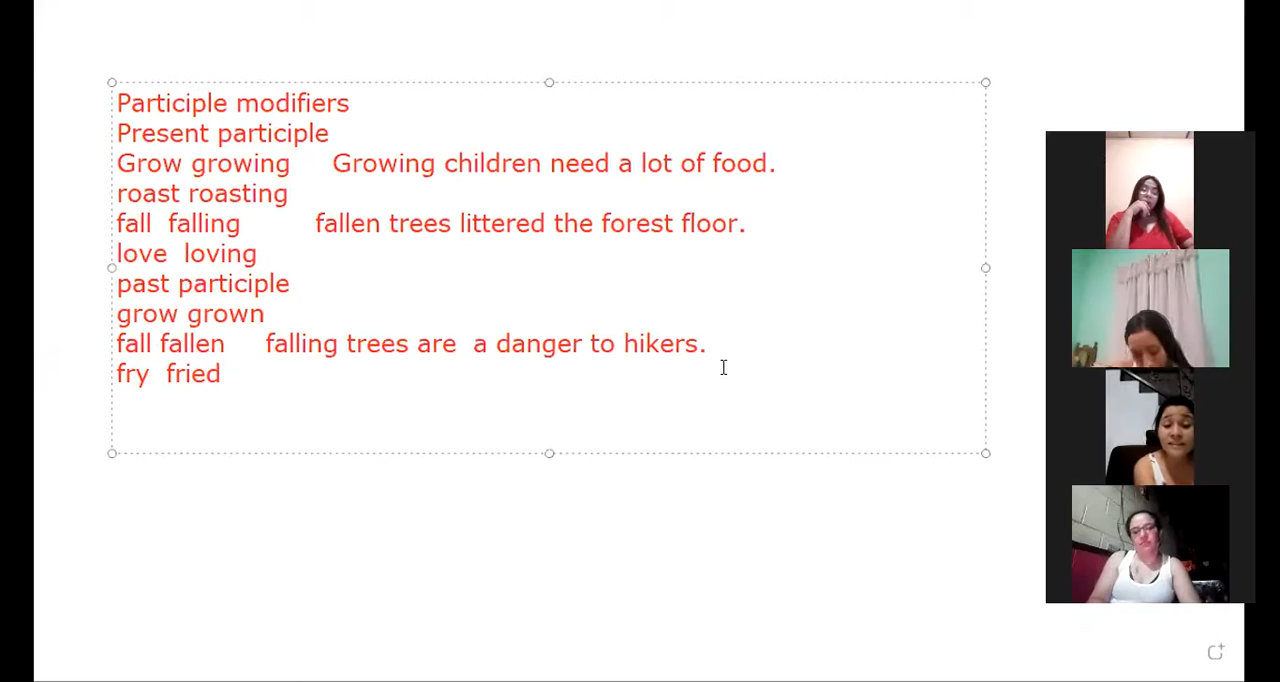 Participle modifiers
Present participle
Grow growing Growing children need a lot of food.
roast roasting
fall falling fallen trees littered the forest floor.
love loving
past participle
grow grown
fall fallen falling trees are a danger to hikers.
fry fried